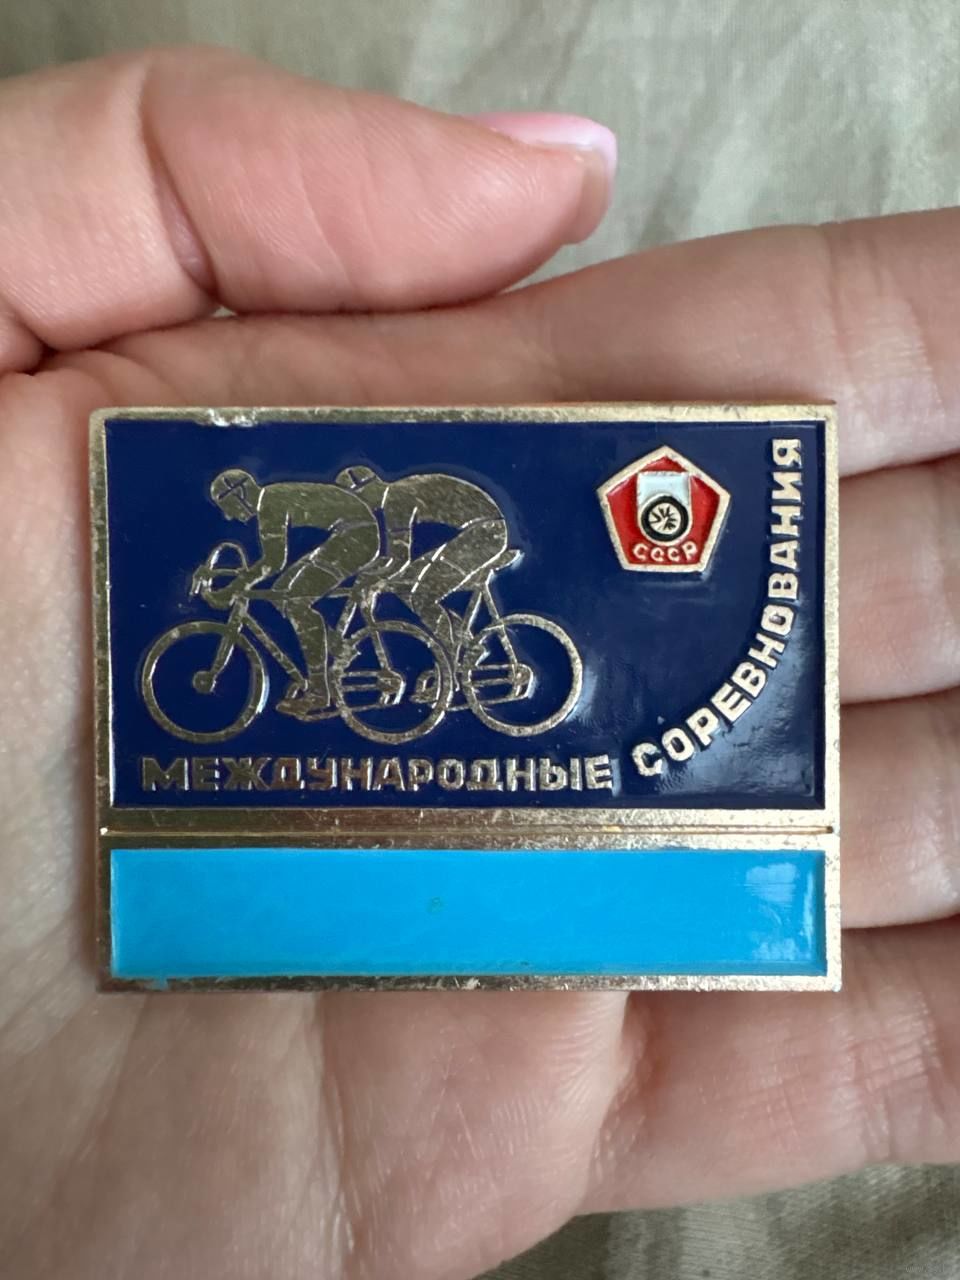 СССР
МЕЖДУНАРОДНЫЕ СОРЕВНОВАНИЯ